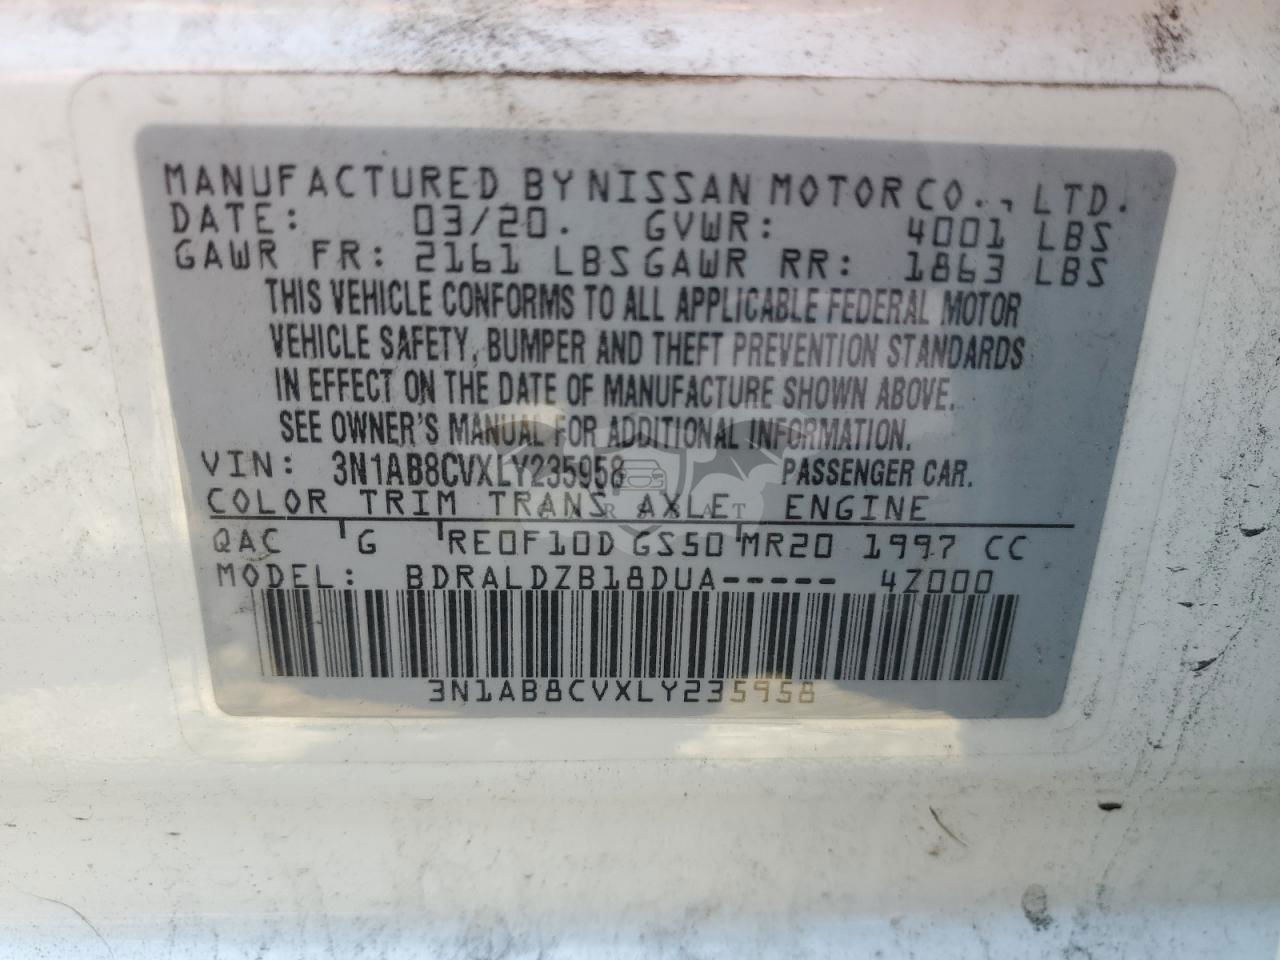 MANUFACTURED BY NISSAN MOTOR CO., LTD.
DATE: 03/20. GVWR: 4001 LBS
GAWR FR: 2161 LBS GAWR RR: 1863 LBS
THIS VEHICLE CONFORMS TO ALL APPLICABLE FEDERAL MOTOR
VEHICLE SAFETY, BUMPER AND THEFT PREVENTION STANDARDS
IN EFFECT ON THE DATE OF MANUFACTURE SHOWN ABOVE.
SEE OWNER'S MANUAL FOR ADDITIONAL INFORMATION.
VIN: 3N1AB8CVXLY235958 PASSENGER CAR.
COLOR TRIM TRANS AXLE ENGINE
QAC G RE0F10D GS50 MR20 1997 CC
MODEL: BDRALDZB18DUA----- 4Z000
3N1AB8CVXLY235958